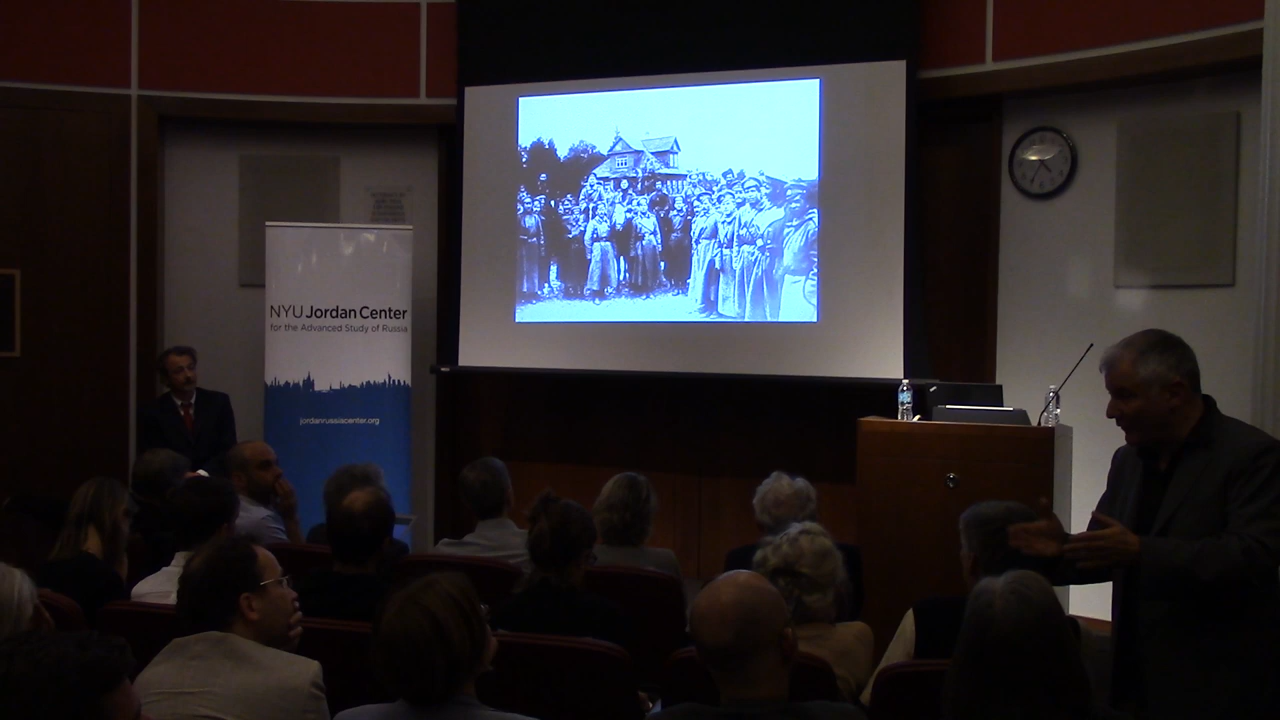 NYU Jordan Center
for the Advanced Study of Russia
jordanrussiacenter.org